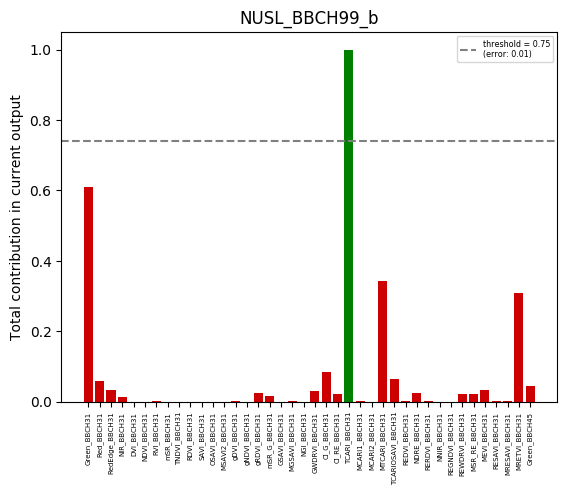 NUSL_BBCH99_b
threshold = 0.75
(error: 0.01)
Total contribution in current output
1.0
0.8
0.6
0.4
0.2
0.0
Green_BBCH31
Red_BBCH31
RedEdge_BBCH31
NIR_BBCH31
DVI_BBCH31
NDVI_BBCH31
RVI_BBCH31
mSR_BBCH31
TNDVI_BBCH31
RDVI_BBCH31
SAVI_BBCH31
OSAVI_BBCH31
MSAVI2_BBCH31
gDVI_BBCH31
gNDVI_BBCH31
gRDVI_BBCH31
mSR_G_BBCH31
GSAVI_BBCH31
MGSAVI_BBCH31
NGI_BBCH31
GWDRVI_BBCH31
CI_G_BBCH31
CI_RE_BBCH31
TCARI_BBCH31
MCARI1_BBCH31
MCARI2_BBCH31
MTCARI_BBCH31
TCARIOSAVI_BBCH31
REDVI_BBCH31
NDRE_BBCH31
RERDVI_BBCH31
NNIR_BBCH31
REGNDVI_BBCH31
REWDRVI_BBCH31
MSR_RE_BBCH31
MEVI_BBCH31
RESAVI_BBCH31
MRESAVI_BBCH31
MRETVI_BBCH31
Green_BBCH45